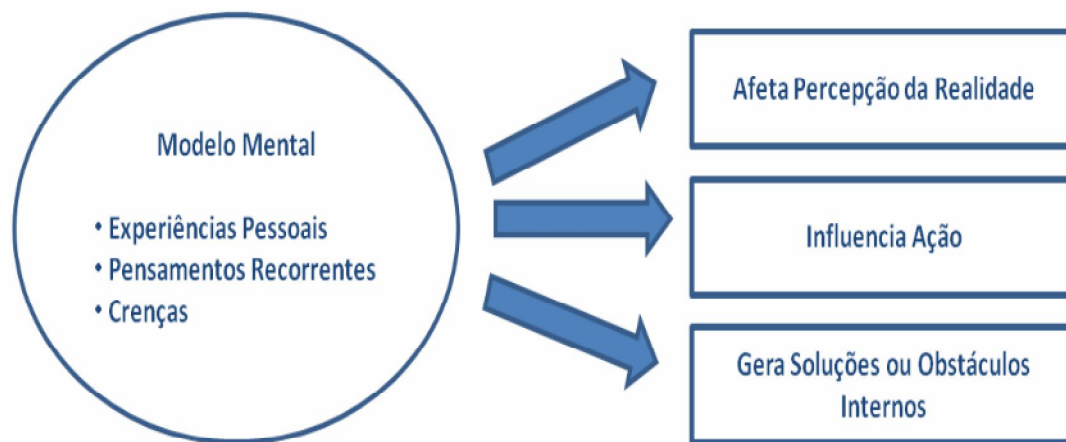 Modelo Mental
• Experiências Pessoais
• Pensamentos Recorrentes
• Crenças
Afeta Percepção da Realidade
Influencia Ação
Gera Soluções ou Obstáculos
Internos